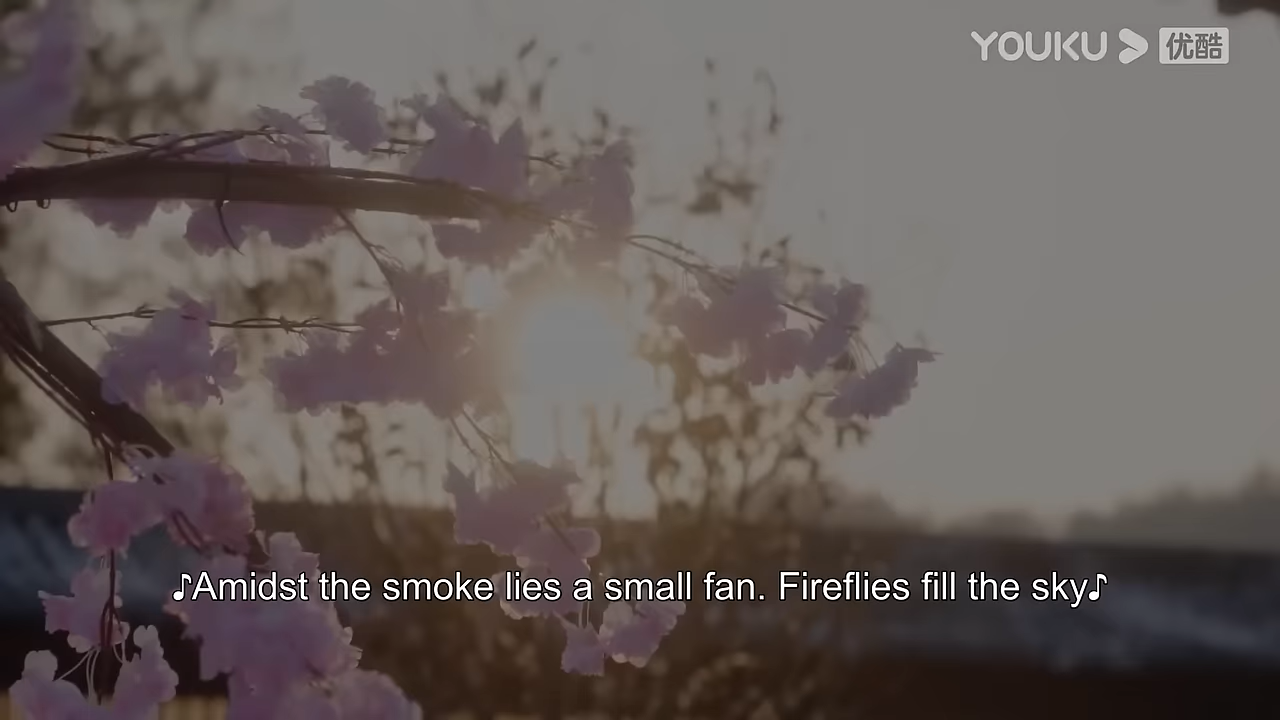 YOUKU 优酷
♪Amidst the smoke lies a small fan. Fireflies fill the sky♪